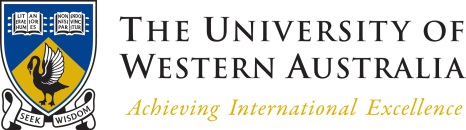 THE UNIVERSITY OF
WESTERN AUSTRALIA
Achieving International Excellence
SEEK WISDOM